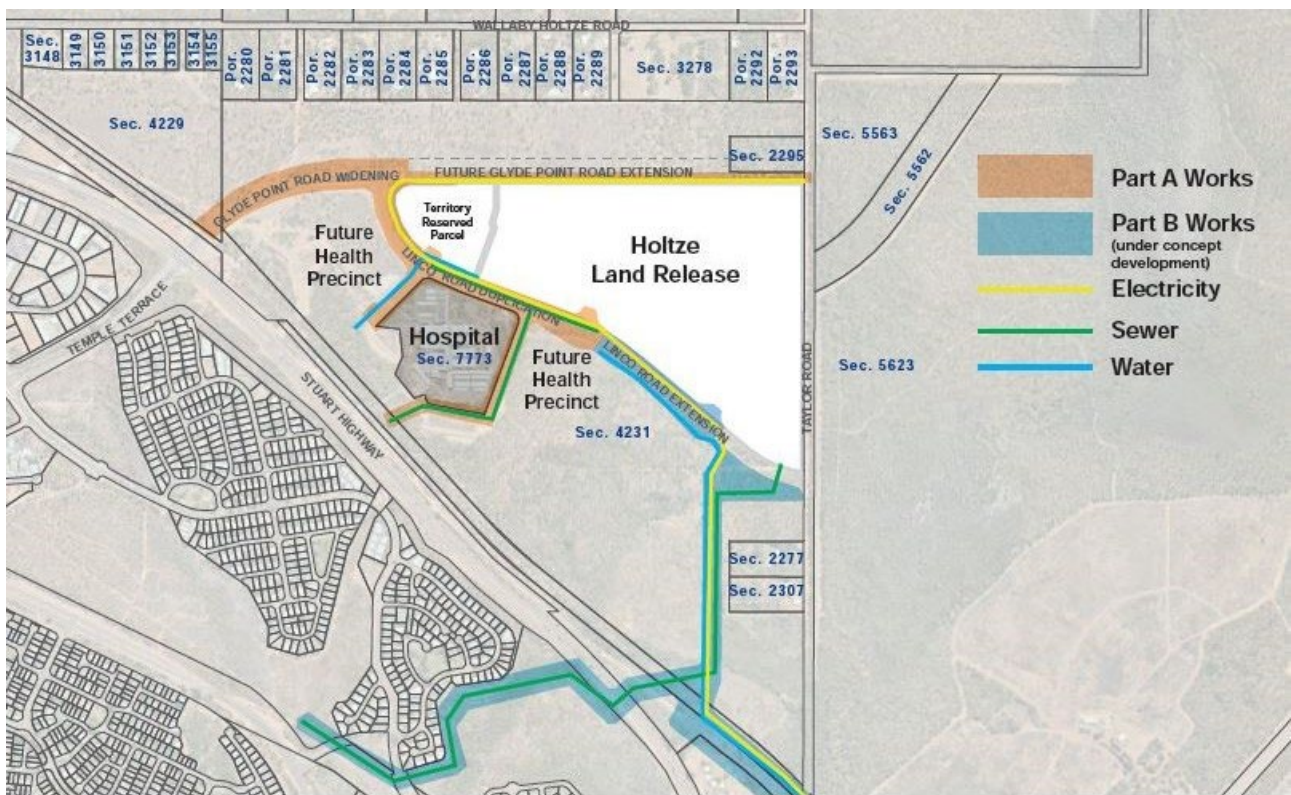 WALLABY HOLTZE ROAD
Sec.
3148
3149
3150
3151
3152
3153
3154
3155
Por.
2280
Por.
2281
Por.
2282
Por.
2283
Por.
2284
Por.
2285
Por.
2286
Por.
2287
Por.
2288
Por.
2289
Sec. 3278
Por.
2292
Por.
2293
Sec. 4229
Sec. 5563
Sec. 5562
Sec. 2295
GLYDE POINT ROAD WIDENING
FUTURE GLYDE POINT ROAD EXTENSION
Territory
Reserved
Parcel
Future
Health
Precinct
Holtze
Land Release
LINCO ROAD DUPLICATION
Hospital
Sec. 7773
Future
Health
Precinct
LINCO ROAD EXTENSION
Sec. 4231
TEMPLE TERRACE
STUART HIGHWAY
TAYLOR ROAD
Sec. 5623
Sec. 2277
Sec. 2307
Part A Works
Part B Works
(under concept
development)
Electricity
Sewer
Water